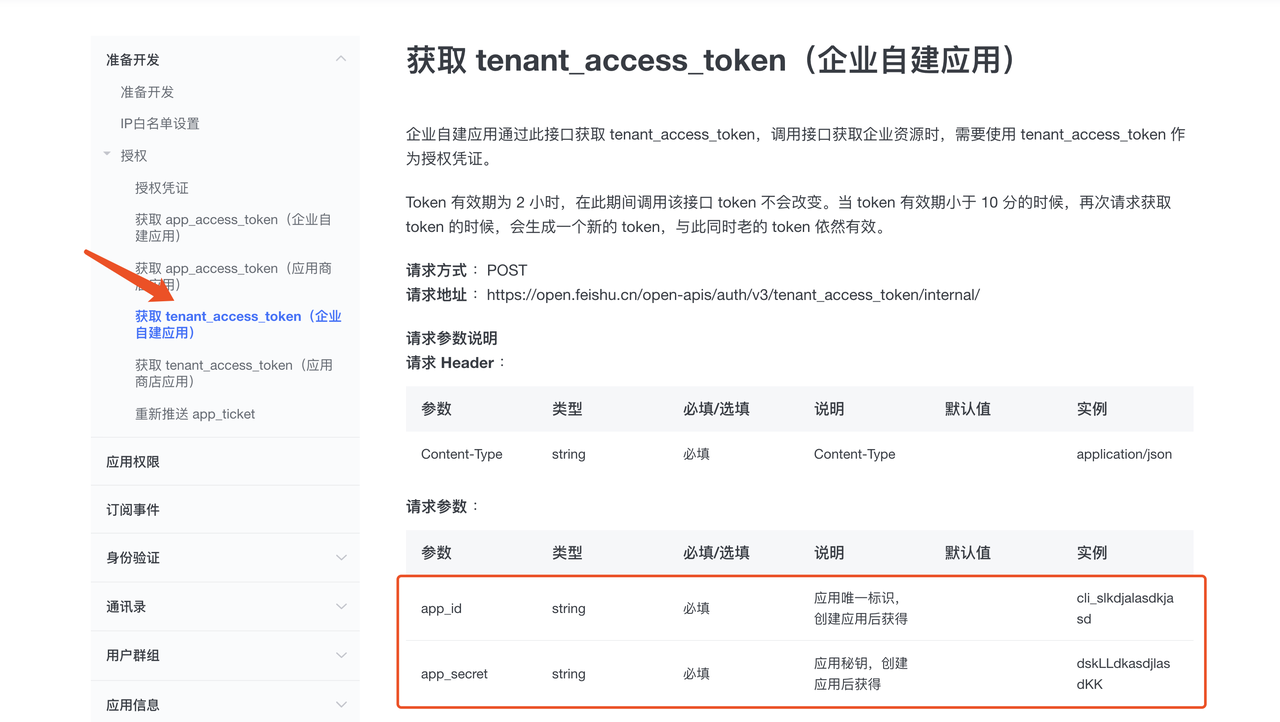 准备开发
准备开发
IP白名单设置
授权
授权凭证
获取 app_access_token（企业自
建应用）
获取 app_access_token（应用商
店应用）
获取 tenant_access_token（企业
自建应用）
获取 tenant_access_token（应用
商店应用）
重新推送 app_ticket
应用权限
订阅事件
身份验证
通讯录
用户群组
应用信息
获取 tenant_access_token（企业自建应用）
企业自建应用通过此接口获取 tenant_access_token，调用接口获取企业资源时，需要使用 tenant_access_token 作
为授权凭证。
Token 有效期为 2 小时，在此期间调用该接口 token 不会改变。当 token 有效期小于 10 分的时候，再次请求获取
token 的时候，会生成一个新的 token，与此同时老的 token 依然有效。
请求方式： POST
请求地址： https://open.feishu.cn/open-apis/auth/v3/tenant_access_token/internal/
请求参数说明
请求 Header：
参数 类型 必填/选填 说明 默认值 实例
Content-Type string 必填 Content-Type application/json
请求参数：
参数 类型 必填/选填 说明 默认值 实例
app_id string 必填 应用唯一标识， cli_slkdjalasdkja
创建应用后获得 sd
app_secret string 必填 应用秘钥，创建 dskLLdkasdjlas
应用后获得 dKK